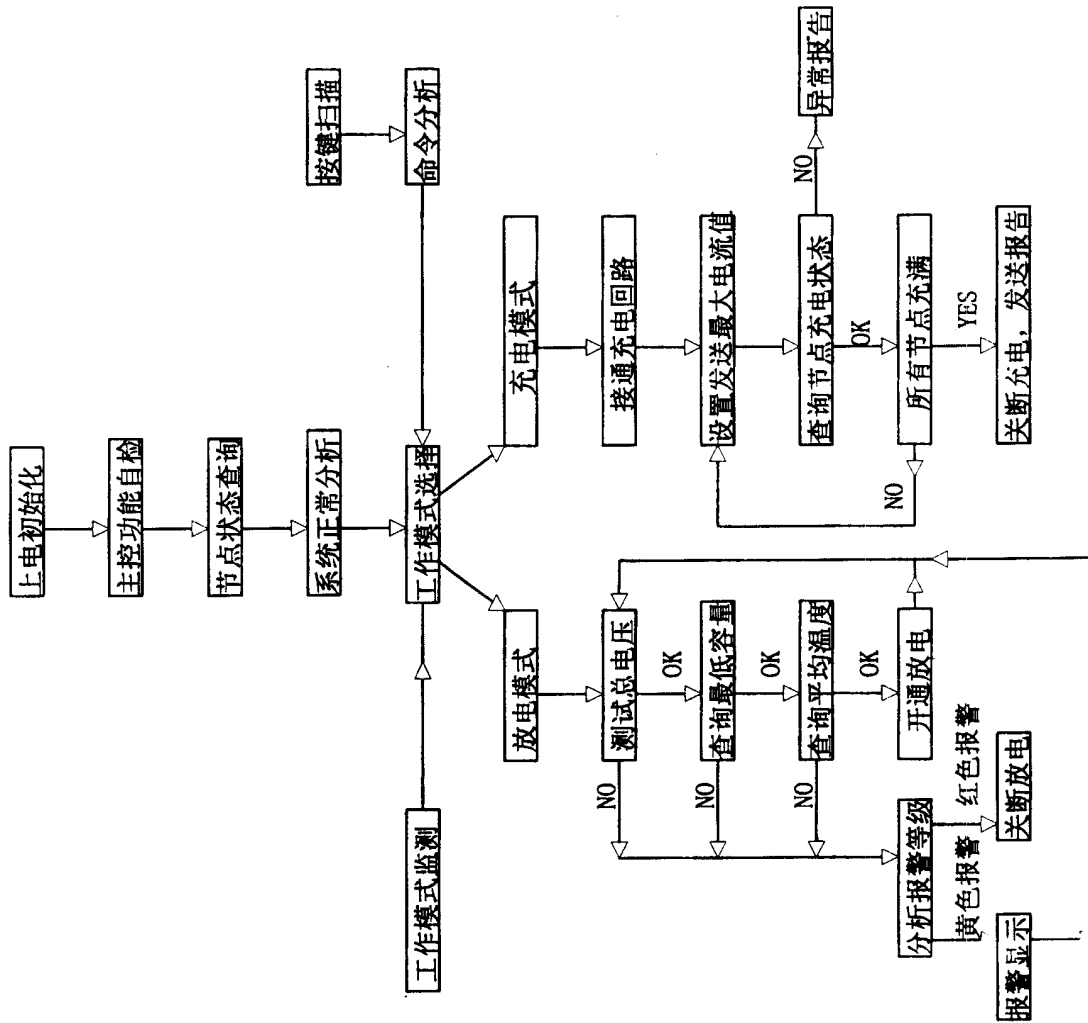 上电初始化
主控功能自检
节点状态查询
系统正常分析
按键扫描
命令分析
工作模式监测
工作模式选择
放电模式
测试总电压
NO
OK
查询最低容量
NO
OK
查询平均温度
NO
OK
开通放电
分析报警等级
黄色报警
红色报警
报警显示
关断放电
充电模式
接通充电回路
设置发送最大电流值
查询节点充电状态
NO
异常报告
OK
所有节点充满
NO
YES
关断充电，发送报告